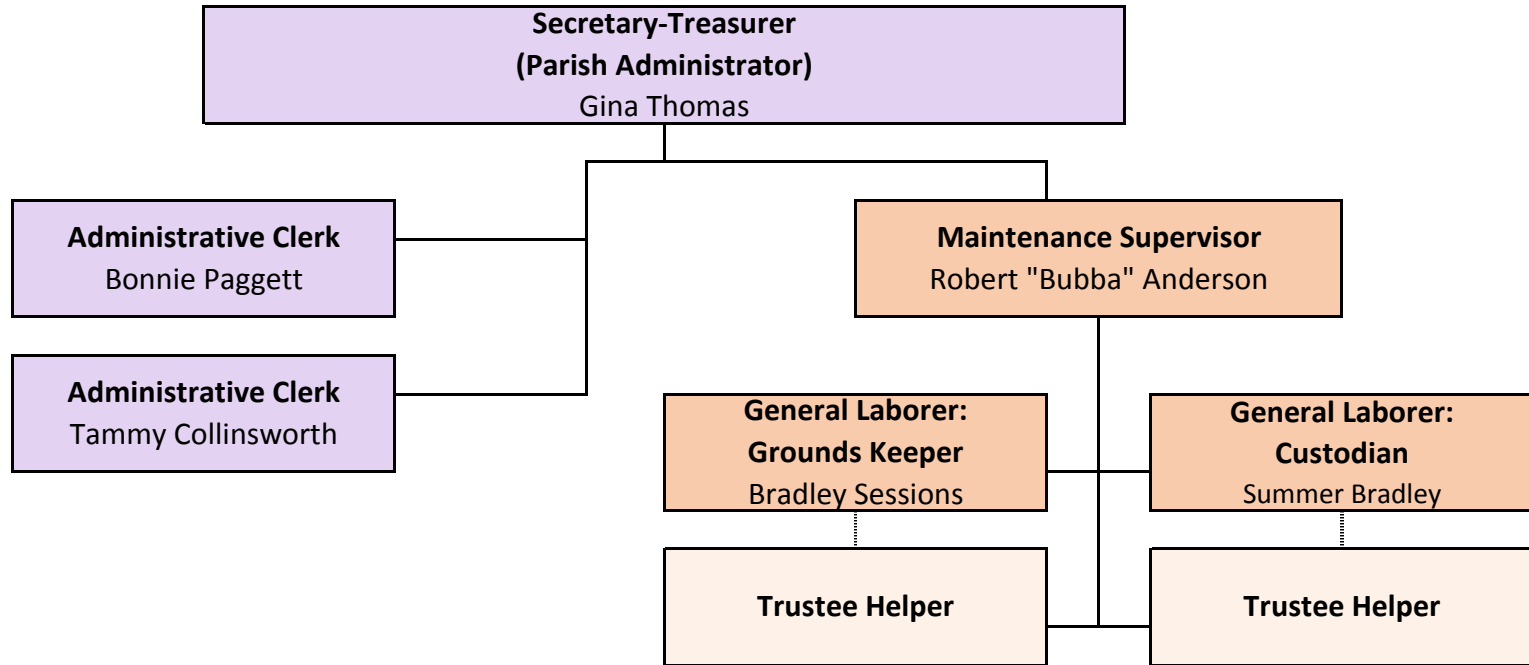 Secretary-Treasurer
(Parish Administrator)
Gina Thomas
Administrative Clerk
Bonnie Paggett
Maintenance Supervisor
Robert "Bubba" Anderson
Administrative Clerk
Tammy Collinsworth
General Laborer:
Grounds Keeper
Bradley Sessions
General Laborer:
Custodian
Summer Bradley
Trustee Helper
Trustee Helper